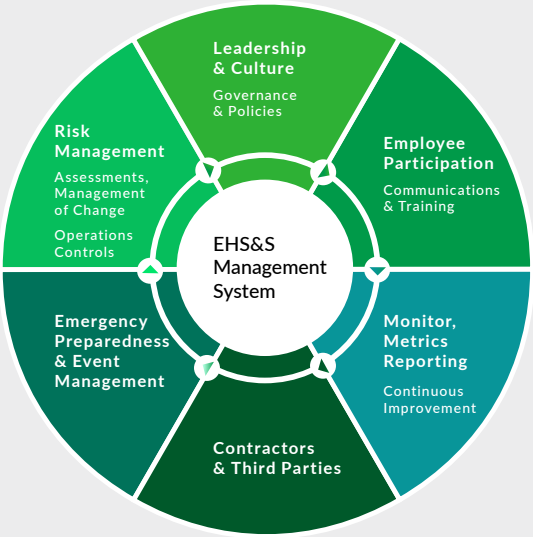 Leadership
& Culture
Governance
& Policies
Employee
Participation
Communications
& Training
Monitor,
Metrics
Reporting
Continuous
Improvement
Contractors
& Third Parties
Emergency
Preparedness
& Event
Management
Risk
Management
Assessments,
Management
of Change
Operations
Controls
EHS&S
Management
System